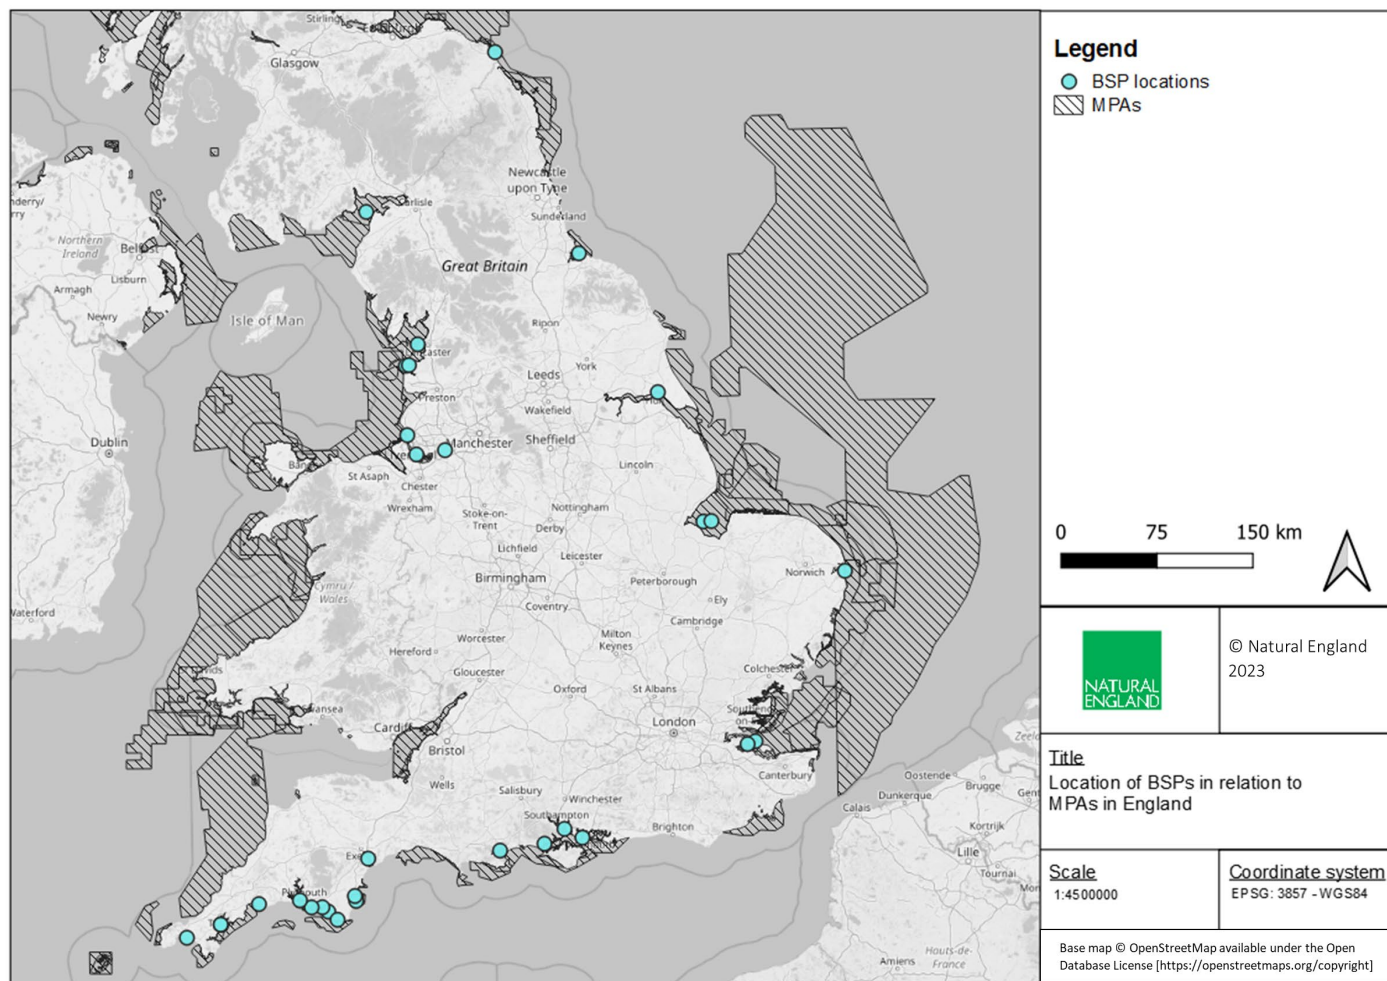 Stirling
Edinburgh
Glasgow
Newcastle
upon Tyne
Carlisle
Sunderland
Northern
Ireland
Belfast
Lisburn
Armagh
Newry
Great Britain
Isle of Man
Ripon
Lancaster
York
Leeds
Preston
Wakefield
Dublin
Manchester
Sheffield
St Asaph
Chester
Lincoln
Wrexham
Stoke-on-
Trent
Nottingham
Derby
Lichfield
Leicester
Norwich
Birmingham
Peterborough
Cymru /
Wales
Ely
Coventry
Waterford
Cambridge
Worcester
Milton
Keynes
Hereford
Colchester
Gloucester
Oxford
St Albans
Swansea
Southend
on-
London
Cardiff
Bristol
Canterbury
Wells
Oostende
Brugge
Salisbury
Winchester
Dunkerque
Calais
Southampton
Brighton
Kortrijk
Lille
Tournai
Plymouth
Hauts-de-
France
Amiens
Legend
BSP locations
MPAs
0 75 150 km
NATURAL
ENGLAND
© Natural England
2023
Title
Location of BSPs in relation to
MPAs in England
Scale
1:4500000
Coordinate system
EPSG: 3857 - WGS84
Base map © OpenStreetMap available under the Open
Database License [https://openstreetmaps.org/copyright]